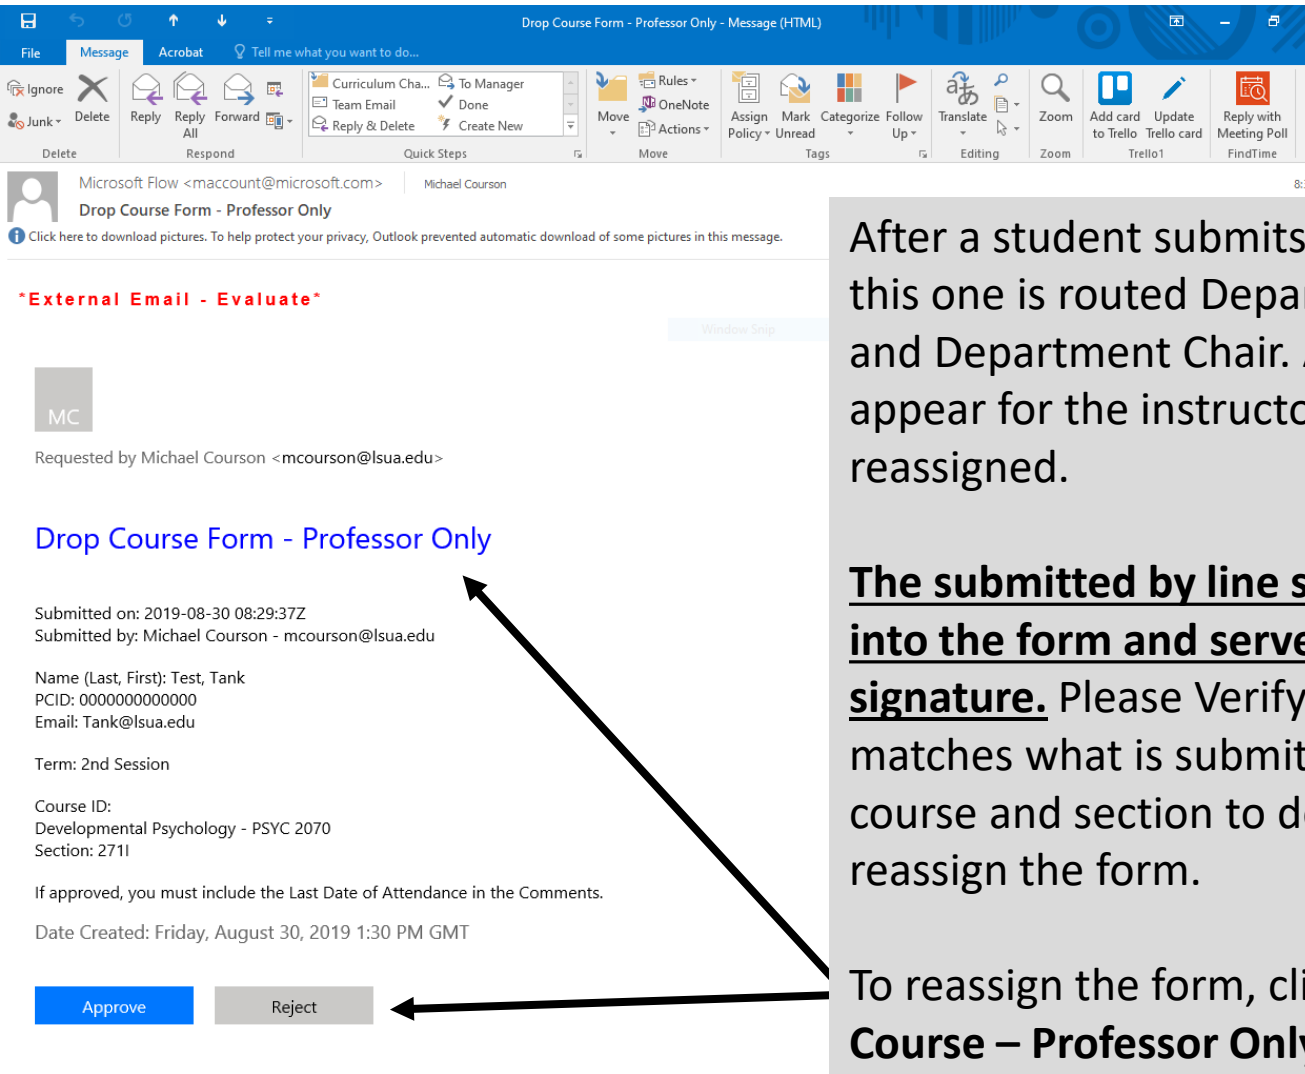 Drop Course Form - Professor Only - Message (HTML)
File Message Acrobat Tell me what you want to do...
Ignore
Junk
Delete
Reply
Reply All
Forward
Curriculum Cha...
Team Email
Reply & Delete
To Manager
Done
Create New
Move
Rules
OneNote
Actions
Assign Policy
Mark Unread
Categorize
Follow Up
Translate
Zoom
Add card to Trello
Update Trello card
Reply with Meeting Poll
Delete Respond Quick Steps Move Tags Editing Zoom Trello1 FindTime
Microsoft Flow <maccount@microsoft.com> Michael Courson
Drop Course Form - Professor Only
Click here to download pictures. To help protect your privacy, Outlook prevented automatic download of some pictures in this message.
*External Email - Evaluate*
Window Snip
MC
Requested by Michael Courson <mcourson@lsua.edu>
Drop Course Form - Professor Only
Submitted on: 2019-08-30 08:29:37Z
Submitted by: Michael Courson - mcourson@lsua.edu
Name (Last, First): Test, Tank
PCID: 0000000000000
Email: Tank@lsua.edu
Term: 2nd Session
Course ID:
Developmental Psychology - PSYC 2070
Section: 271I
If approved, you must include the Last Date of Attendance in the Comments.
Date Created: Friday, August 30, 2019 1:30 PM GMT
Approve Reject
After a student submits
this one is routed Depar
and Department Chair.
appear for the instructo
reassigned.
The submitted by line s
into the form and serve
signature. Please Verify
matches what is submit
course and section to d
reassign the form.
To reassign the form, cli
Course – Professor Only